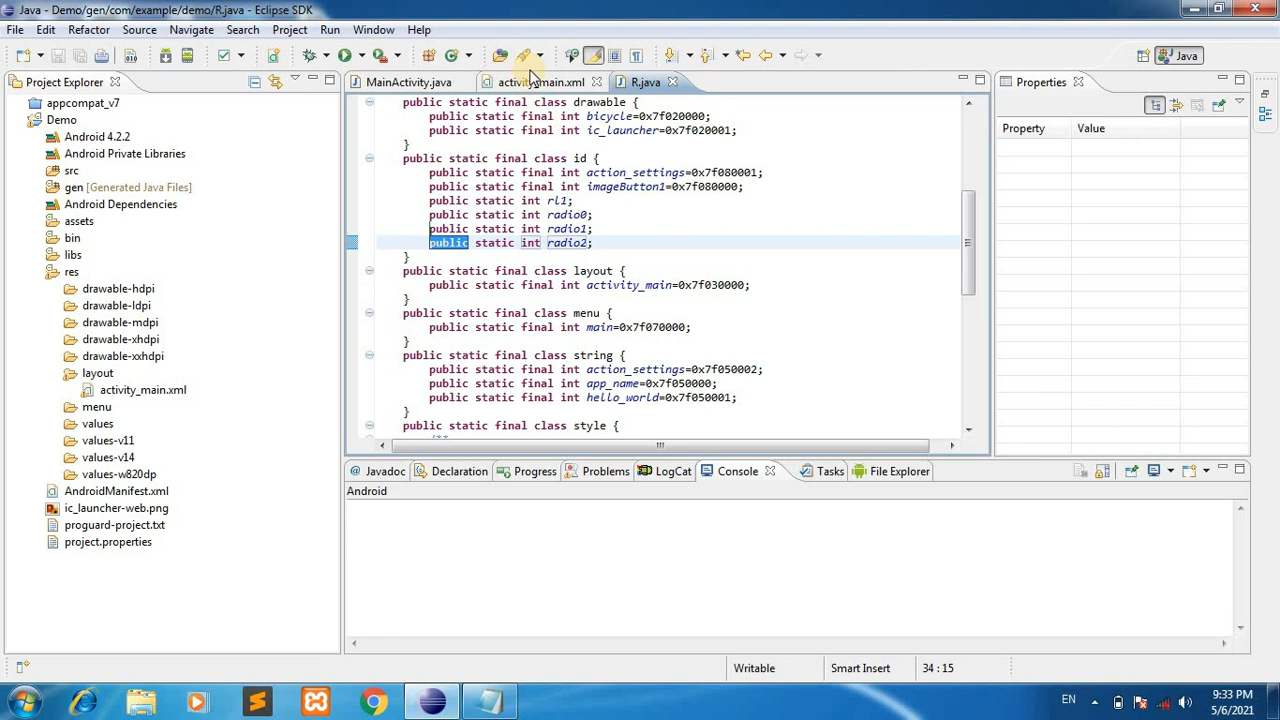 Java - Demo/gen/com/example/demo/R.java - Eclipse SDK
File Edit Refactor Source Navigate Search Project Run Window Help
Java
Project Explorer
appcompat_v7
Demo
Android 4.2.2
Android Private Libraries
src
gen [Generated Java Files]
Android Dependencies
assets
bin
libs
res
drawable-hdpi
drawable-ldpi
drawable-mdpi
drawable-xhdpi
drawable-xxhdpi
layout
activity_main.xml
menu
values
values-v11
values-v14
values-w820dp
AndroidManifest.xml
ic_launcher-web.png
proguard-project.txt
project.properties
MainActivity.java activity_main.xml R.java
public static final class drawable {
public static final int bicycle=0x7f020000;
public static final int ic_launcher=0x7f020001;
}
public static final class id {
public static final int action_settings=0x7f080001;
public static final int imageButton1=0x7f080000;
public static int rl1;
public static int radio0;
public static int radio1;
public static int radio2;
}
public static final class layout {
public static final int activity_main=0x7f030000;
}
public static final class menu {
public static final int main=0x7f070000;
}
public static final class string {
public static final int action_settings=0x7f050002;
public static final int app_name=0x7f050000;
public static final int hello_world=0x7f050001;
}
public static final class style {
/**
Properties
Property Value
@ Javadoc Declaration Progress Problems LogCat Console Tasks File Explorer
Android
Writable Smart Insert 34 : 15
EN
9:33 PM
5/6/2021